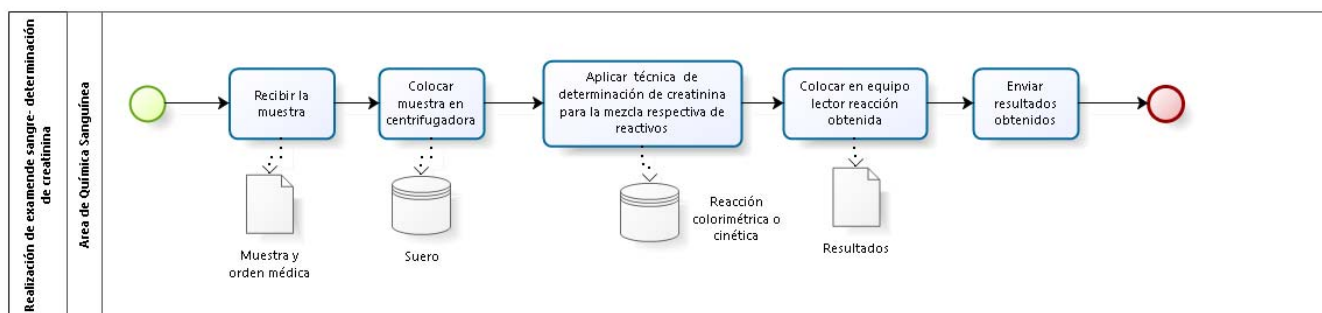 Realización de examende sangre- determinación
de creatinina
Area de Química Sanguínea
Recibir la
muestra
Colocar
muestra en
centrifugadora
Aplicar técnica de
determinación de creatinina
para la mezcla respectiva de
reactivos
Colocar en equipo
lector reacción
obtenida
Enviar
resultados
obtenidos
Muestra y
orden médica
Suero
Reacción
colorimétrica o
cinética
Resultados